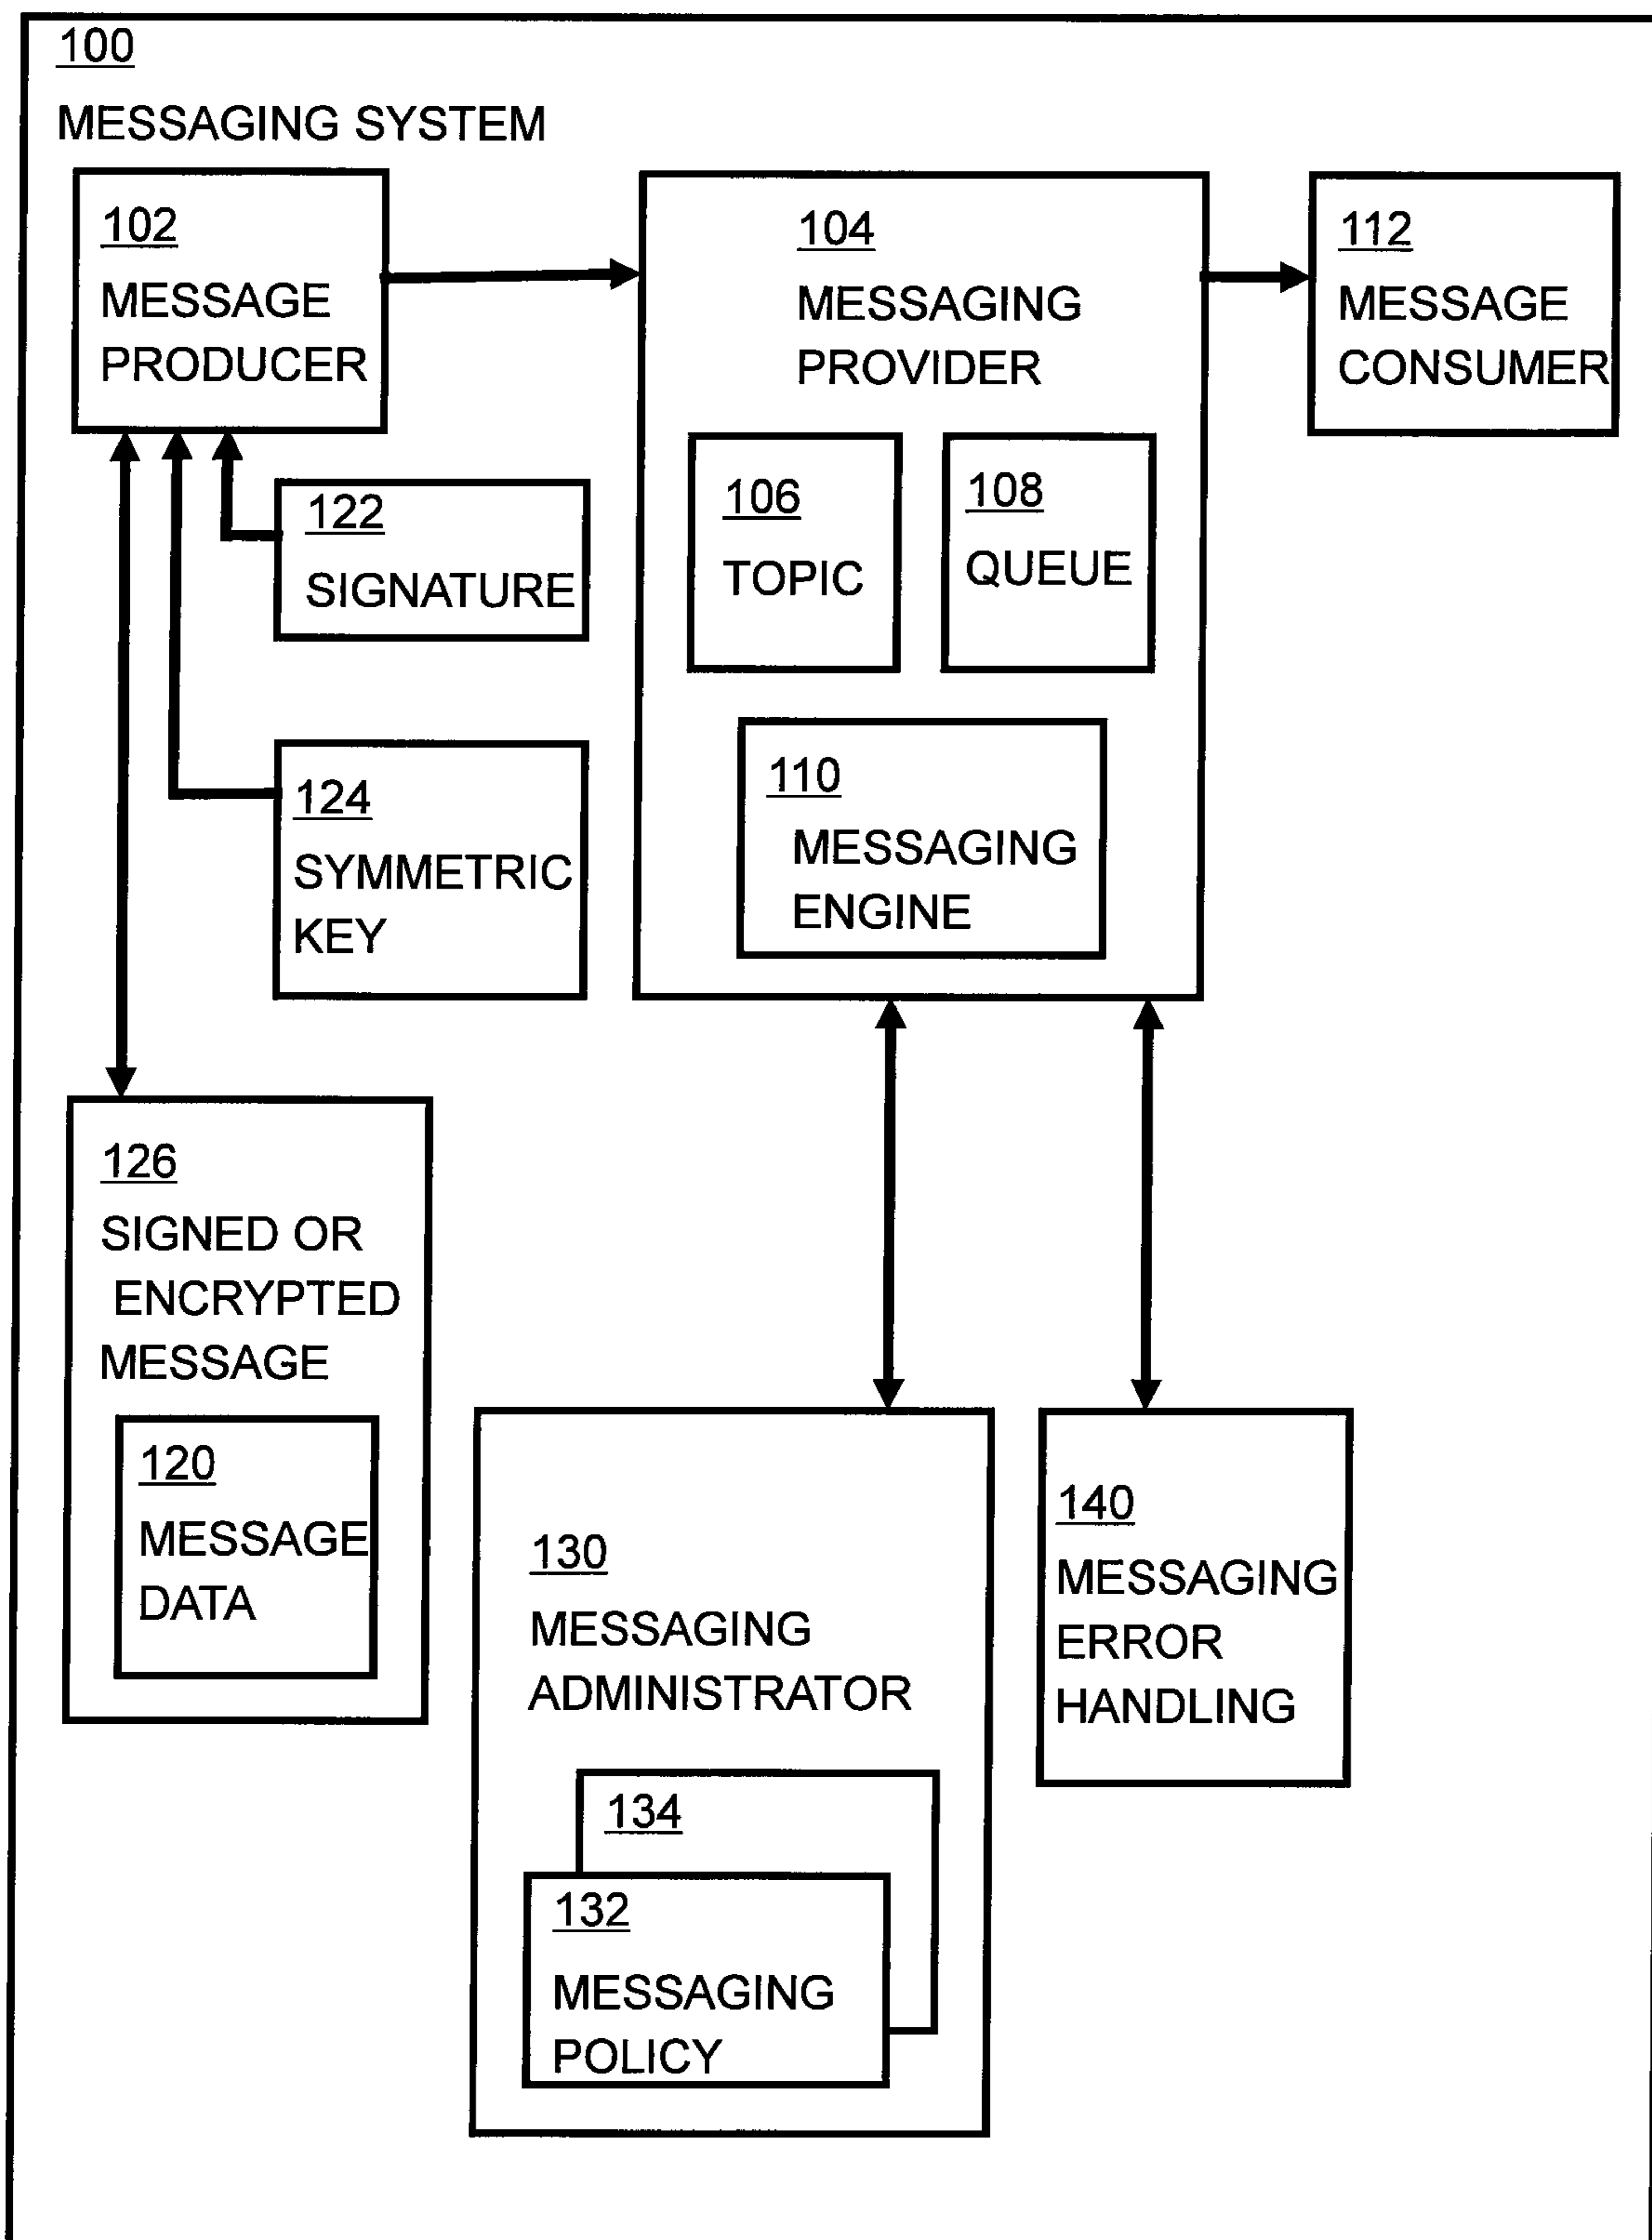 100
MESSAGING SYSTEM
102
MESSAGE
PRODUCER
104
MESSAGING
PROVIDER
112
MESSAGE
CONSUMER
106
TOPIC
108
QUEUE
110
MESSAGING
ENGINE
122
SIGNATURE
124
SYMMETRIC
KEY
126
SIGNED OR
ENCRYPTED
MESSAGE
120
MESSAGE
DATA
130
MESSAGING
ADMINISTRATOR
134
132
MESSAGING
POLICY
140
MESSAGING
ERROR
HANDLING